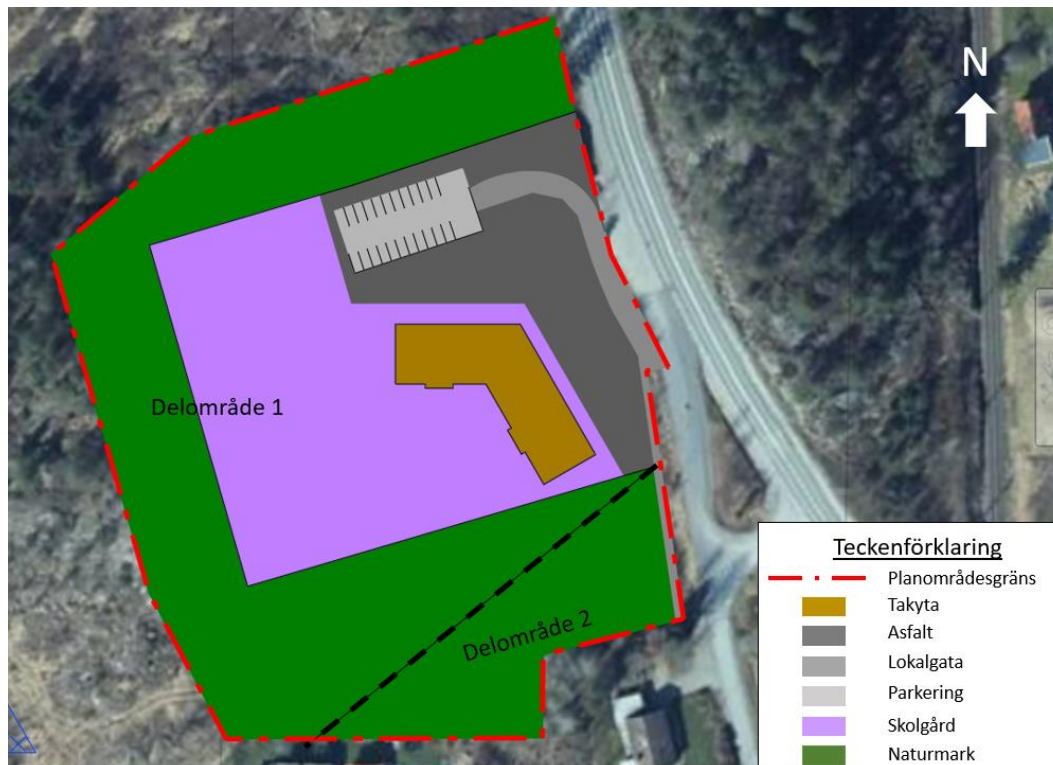 N
Delområde 1
Delområde 2
Teckenförklaring
Planområdesgräns
Takyta
Asfalt
Lokalgata
Parkering
Skolgård
Naturmark